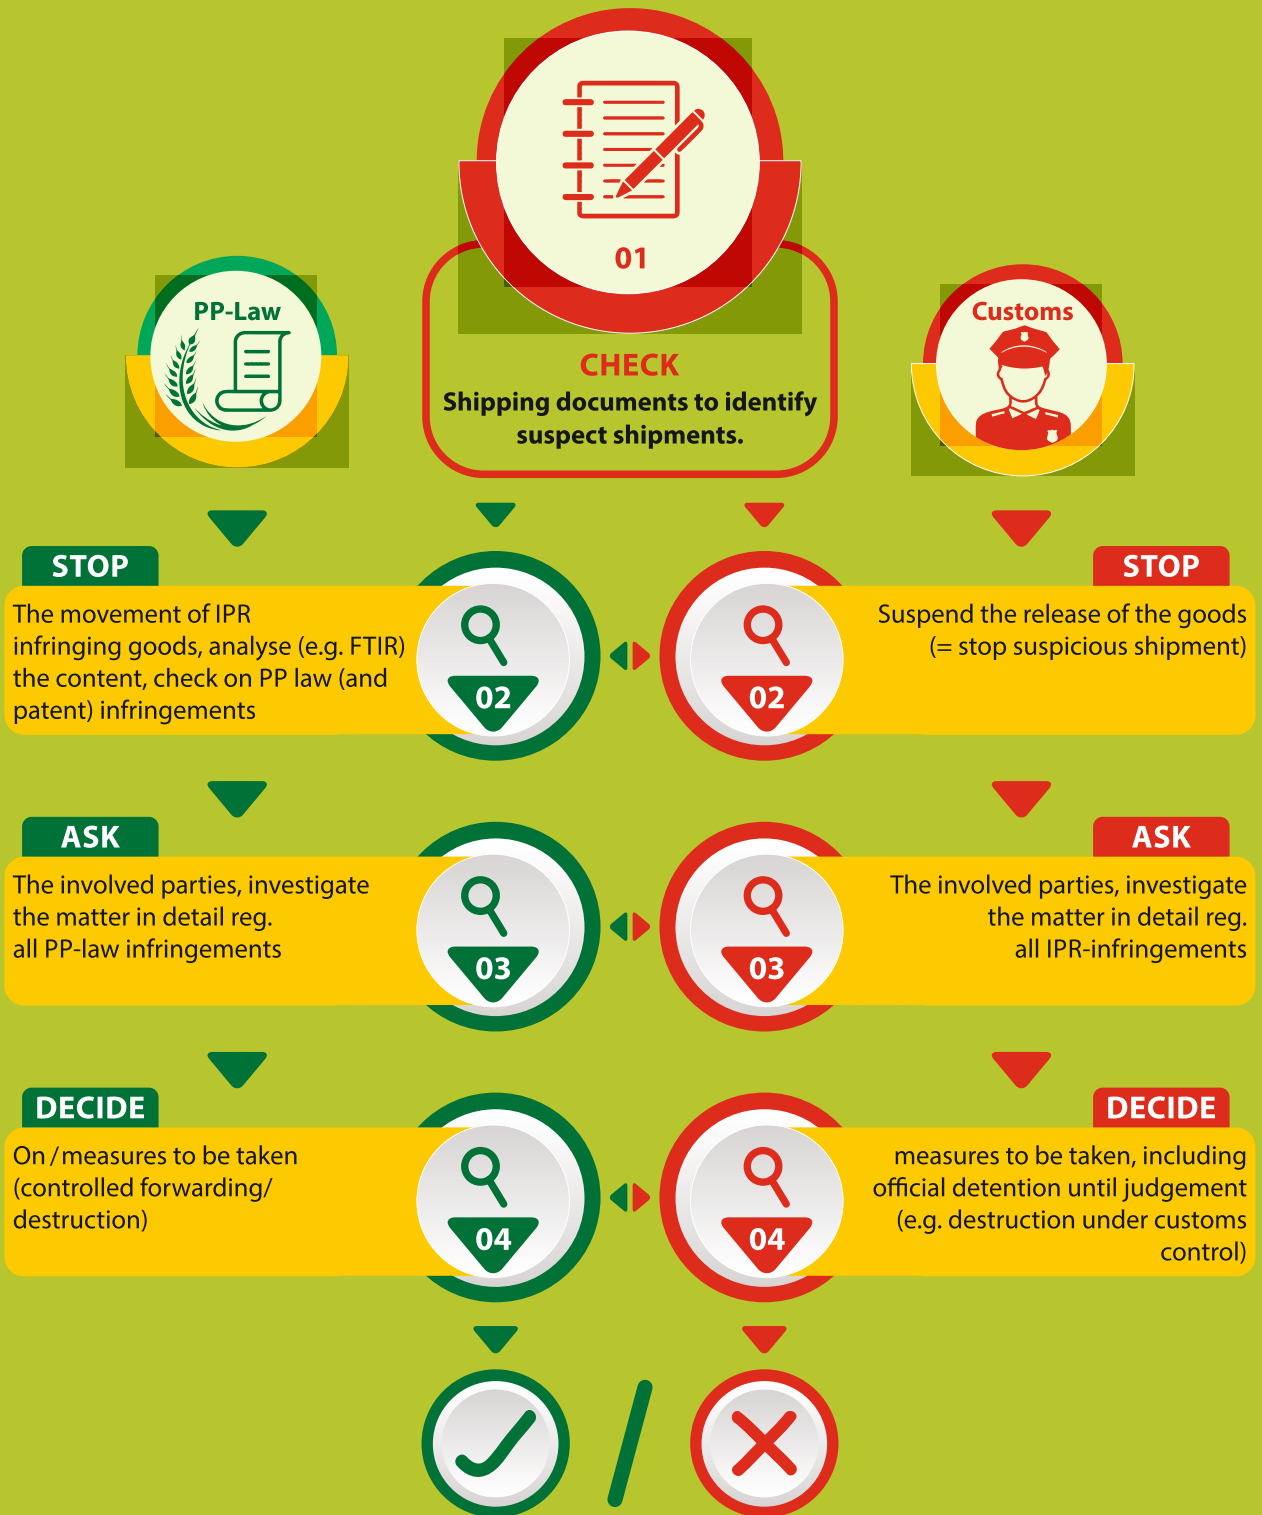 01
CHECK
Shipping documents to identify
suspect shipments.
PP-Law
Customs
STOP
The movement of IPR
infringing goods, analyse (e.g. FTIR)
the content, check on PP law (and
patent) infringements
02
02
STOP
Suspend the release of the goods
(= stop suspicious shipment)
ASK
The involved parties, investigate
the matter in detail reg.
all PP-law infringements
03
03
ASK
The involved parties, investigate
the matter in detail reg.
all IPR-infringements
DECIDE
On / measures to be taken
(controlled forwarding/
destruction)
04
04
DECIDE
measures to be taken, including
official detention until judgement
(e.g. destruction under customs
control)
/